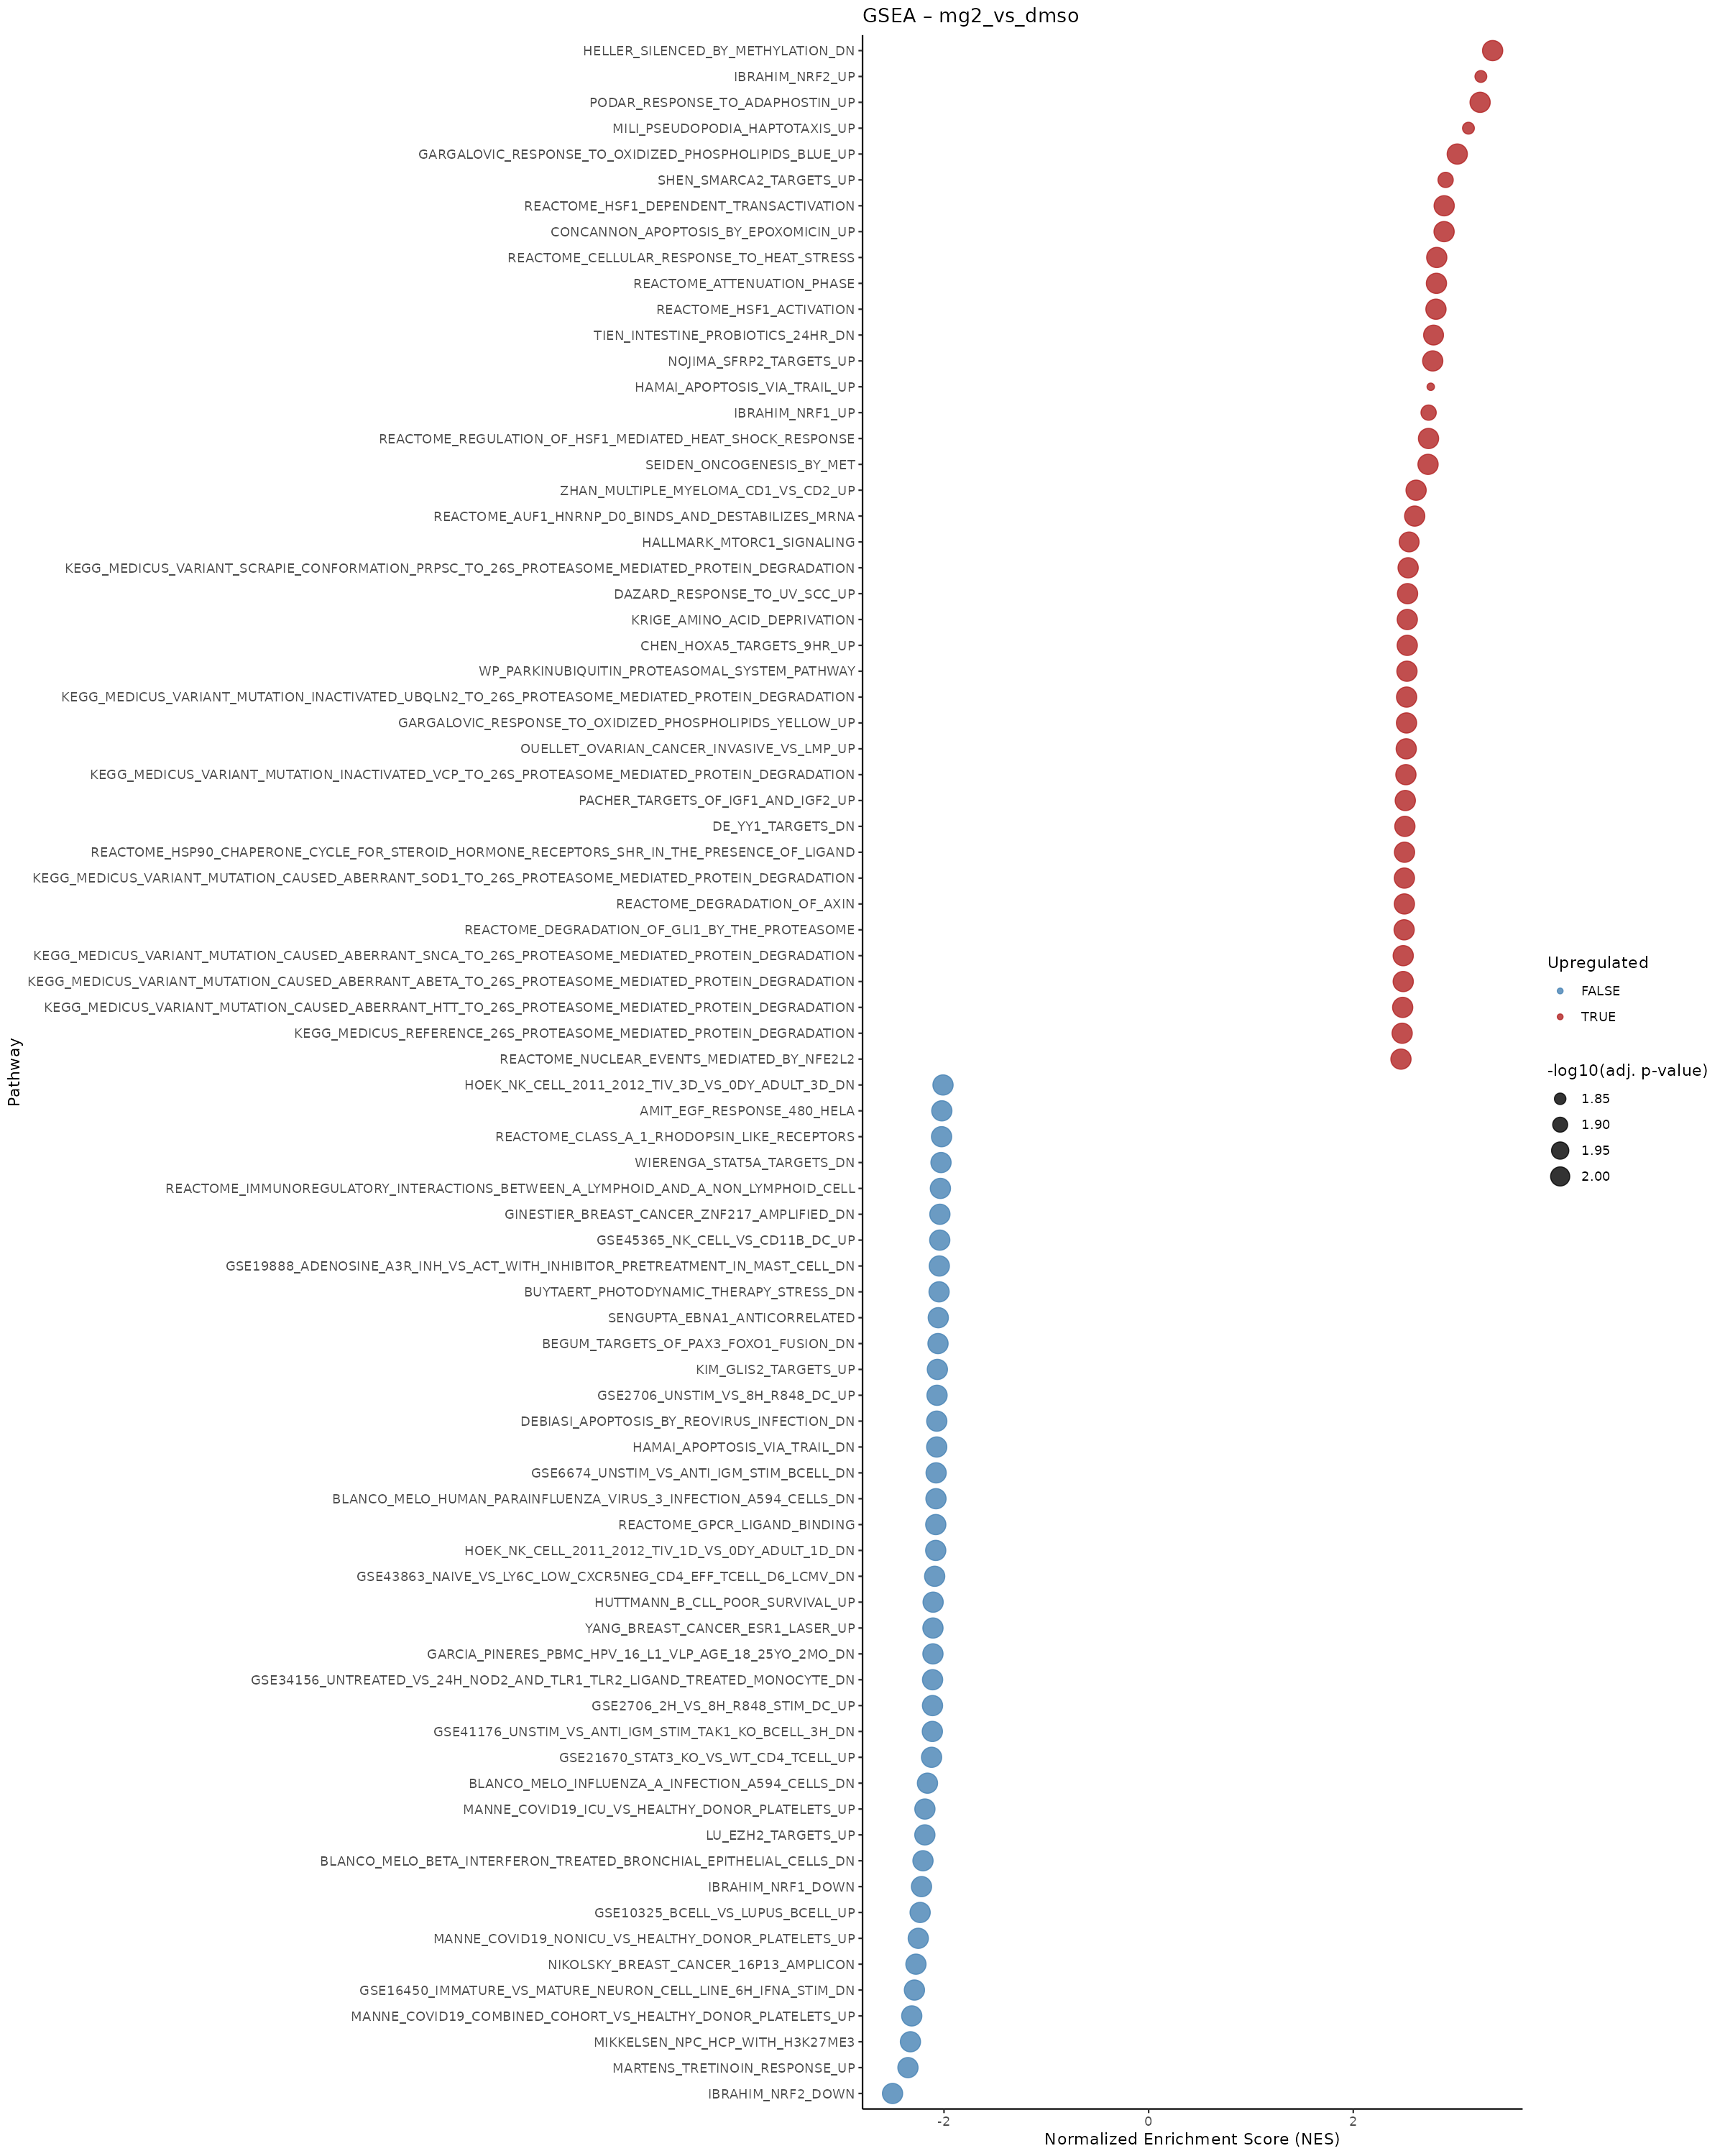 GSEA – mg2_vs_dmso
HELLER_SILENCED_BY_METHYLATION_DN
IBRAHIM_NRF2_UP
PODAR_RESPONSE_TO_ADAPHOSTIN_UP
MILI_PSEUDOPODIA_HAPTOTAXIS_UP
GARGALOVIC_RESPONSE_TO_OXIDIZED_PHOSPHOLIPIDS_BLUE_UP
SHEN_SMARCA2_TARGETS_UP
REACTOME_HSF1_DEPENDENT_TRANSACTIVATION
CONCANNON_APOPTOSIS_BY_EPOXOMICIN_UP
REACTOME_CELLULAR_RESPONSE_TO_HEAT_STRESS
REACTOME_ATTENUATION_PHASE
REACTOME_HSF1_ACTIVATION
TIEN_INTESTINE_PROBIOTICS_24HR_DN
NOJIMA_SFRP2_TARGETS_UP
HAMAI_APOPTOSIS_VIA_TRAIL_UP
IBRAHIM_NRF1_UP
REACTOME_REGULATION_OF_HSF1_MEDIATED_HEAT_SHOCK_RESPONSE
SEIDEN_ONCOGENESIS_BY_MET
ZHAN_MULTIPLE_MYELOMA_CD1_VS_CD2_UP
REACTOME_AUF1_HNRNP_D0_BINDS_AND_DESTABILIZES_MRNA
HALLMARK_MTORC1_SIGNALING
KEGG_MEDICUS_VARIANT_SCRAPIE_CONFORMATION_PRPSC_TO_26S_PROTEASOME_MEDIATED_PROTEIN_DEGRADATION
DAZARD_RESPONSE_TO_UV_SCC_UP
KRIGE_AMINO_ACID_DEPRIVATION
CHEN_HOXA5_TARGETS_9HR_UP
WP_PARKINUBIQUITIN_PROTEASOMAL_SYSTEM_PATHWAY
KEGG_MEDICUS_VARIANT_MUTATION_INACTIVATED_UBQLN2_TO_26S_PROTEASOME_MEDIATED_PROTEIN_DEGRADATION
GARGALOVIC_RESPONSE_TO_OXIDIZED_PHOSPHOLIPIDS_YELLOW_UP
OUELLET_OVARIAN_CANCER_INVASIVE_VS_LMP_UP
KEGG_MEDICUS_VARIANT_MUTATION_INACTIVATED_VCP_TO_26S_PROTEASOME_MEDIATED_PROTEIN_DEGRADATION
PACHER_TARGETS_OF_IGF1_AND_IGF2_UP
DE_YY1_TARGETS_DN
REACTOME_HSP90_CHAPERONE_CYCLE_FOR_STEROID_HORMONE_RECEPTORS_SHR_IN_THE_PRESENCE_OF_LIGAND
KEGG_MEDICUS_VARIANT_MUTATION_CAUSED_ABERRANT_SOD1_TO_26S_PROTEASOME_MEDIATED_PROTEIN_DEGRADATION
REACTOME_DEGRADATION_OF_AXIN
REACTOME_DEGRADATION_OF_GLI1_BY_THE_PROTEASOME
KEGG_MEDICUS_VARIANT_MUTATION_CAUSED_ABERRANT_SNCA_TO_26S_PROTEASOME_MEDIATED_PROTEIN_DEGRADATION
KEGG_MEDICUS_VARIANT_MUTATION_CAUSED_ABERRANT_ABETA_TO_26S_PROTEASOME_MEDIATED_PROTEIN_DEGRADATION
KEGG_MEDICUS_VARIANT_MUTATION_CAUSED_ABERRANT_HTT_TO_26S_PROTEASOME_MEDIATED_PROTEIN_DEGRADATION
KEGG_MEDICUS_REFERENCE_26S_PROTEASOME_MEDIATED_PROTEIN_DEGRADATION
REACTOME_NUCLEAR_EVENTS_MEDIATED_BY_NFE2L2
HOEK_NK_CELL_2011_2012_TIV_3D_VS_0DY_ADULT_3D_DN
AMIT_EGF_RESPONSE_480_HELA
REACTOME_CLASS_A_1_RHODOPSIN_LIKE_RECEPTORS
WIERENGA_STAT5A_TARGETS_DN
REACTOME_IMMUNOREGULATORY_INTERACTIONS_BETWEEN_A_LYMPHOID_AND_A_NON_LYMPHOID_CELL
GINESTIER_BREAST_CANCER_ZNF217_AMPLIFIED_DN
GSE45365_NK_CELL_VS_CD11B_DC_UP
GSE19888_ADENOSINE_A3R_INH_VS_ACT_WITH_INHIBITOR_PRETREATMENT_IN_MAST_CELL_DN
BUYTAERT_PHOTODYNAMIC_THERAPY_STRESS_DN
SENGUPTA_EBNA1_ANTICORRELATED
BEGUM_TARGETS_OF_PAX3_FOXO1_FUSION_DN
KIM_GLIS2_TARGETS_UP
GSE2706_UNSTIM_VS_8H_R848_DC_UP
DEBIASI_APOPTOSIS_BY_REOVIRUS_INFECTION_DN
HAMAI_APOPTOSIS_VIA_TRAIL_DN
GSE6674_UNSTIM_VS_ANTI_IGM_STIM_BCELL_DN
BLANCO_MELO_HUMAN_PARAINFLUENZA_VIRUS_3_INFECTION_A594_CELLS_DN
REACTOME_GPCR_LIGAND_BINDING
HOEK_NK_CELL_2011_2012_TIV_1D_VS_0DY_ADULT_1D_DN
GSE43863_NAIVE_VS_LY6C_LOW_CXCR5NEG_CD4_EFF_TCELL_D6_LCMV_DN
HUTTMANN_B_CLL_POOR_SURVIVAL_UP
YANG_BREAST_CANCER_ESR1_LASER_UP
GARCIA_PINERES_PBMC_HPV_16_L1_VLP_AGE_18_25YO_2MO_DN
GSE34156_UNTREATED_VS_24H_NOD2_AND_TLR1_TLR2_LIGAND_TREATED_MONOCYTE_DN
GSE2706_2H_VS_8H_R848_STIM_DC_UP
GSE41176_UNSTIM_VS_ANTI_IGM_STIM_TAK1_KO_BCELL_3H_DN
GSE21670_STAT3_KO_VS_WT_CD4_TCELL_UP
BLANCO_MELO_INFLUENZA_A_INFECTION_A594_CELLS_DN
MANNE_COVID19_ICU_VS_HEALTHY_DONOR_PLATELETS_UP
LU_EZH2_TARGETS_UP
BLANCO_MELO_BETA_INTERFERON_TREATED_BRONCHIAL_EPITHELIAL_CELLS_DN
IBRAHIM_NRF1_DOWN
GSE10325_BCELL_VS_LUPUS_BCELL_UP
MANNE_COVID19_NONICU_VS_HEALTHY_DONOR_PLATELETS_UP
NIKOLSKY_BREAST_CANCER_16P13_AMPLICON
GSE16450_IMMATURE_VS_MATURE_NEURON_CELL_LINE_6H_IFNA_STIM_DN
MANNE_COVID19_COMBINED_COHORT_VS_HEALTHY_DONOR_PLATELETS_UP
MIKKELSEN_NPC_HCP_WITH_H3K27ME3
MARTENS_TRETINOIN_RESPONSE_UP
IBRAHIM_NRF2_DOWN
Pathway
-2 0 2
Normalized Enrichment Score (NES)
Upregulated
FALSE
TRUE
-log10(adj. p-value)
1.85
1.90
1.95
2.00